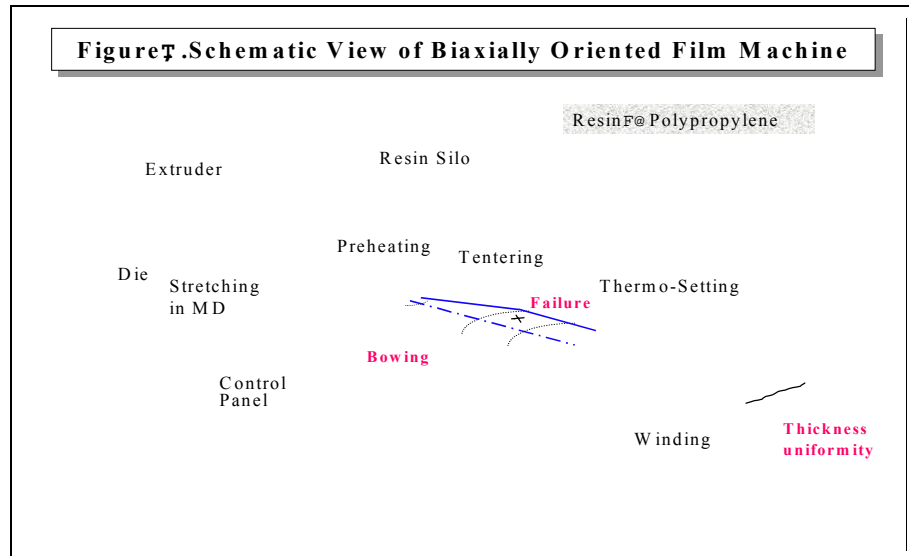 Figure.Schematic View of Biaxially Oriented Film Machine
ResinF@Polypropylene
Resin Silo
Extruder
Preheating
Tentering
Die
Stretching
in MD
Thermo-Setting
Failure
Bowing
Control
Panel
Winding
Thickness
uniformity